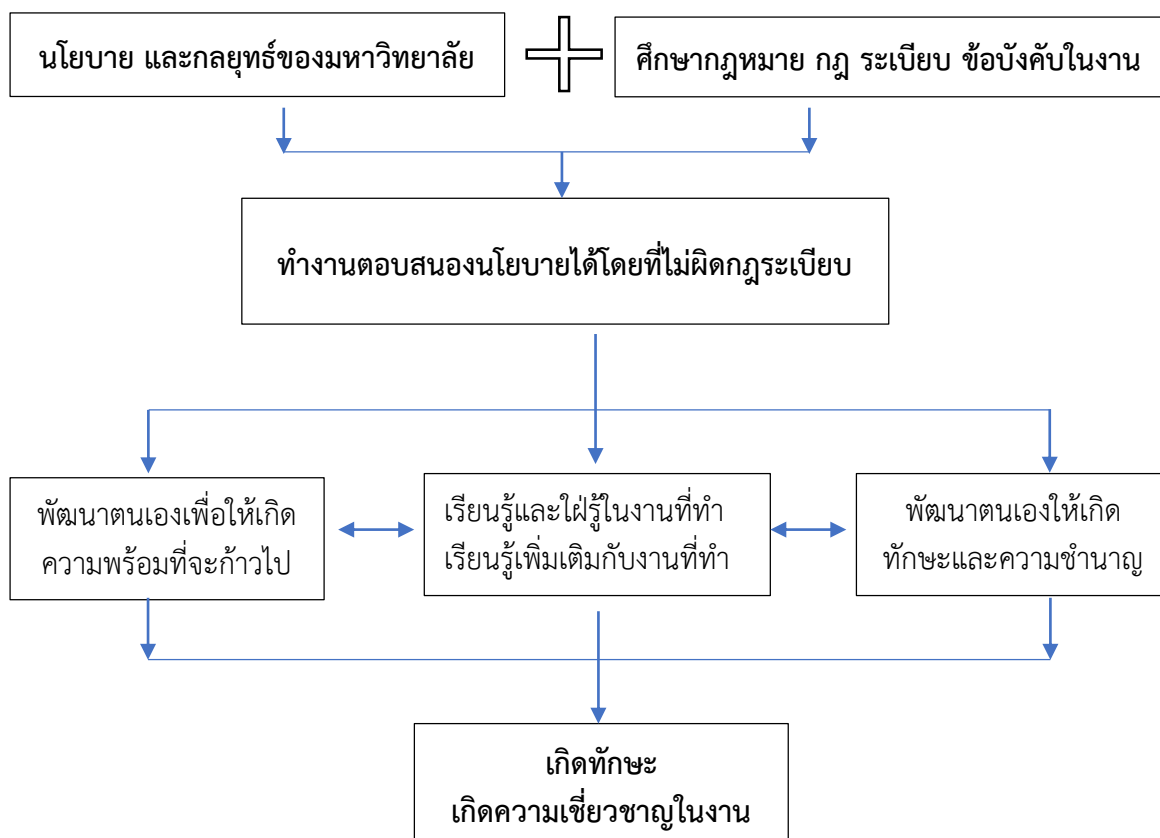 นโยบาย และกลยุทธ์ของมหาวิทยาลัย
ศึกษากฎหมาย กฎ ระเบียบ ข้อบังคับในงาน
ทำงานตอบสนองนโยบายได้โดยที่ไม่ผิดกฎระเบียบ
พัฒนาตนเองเพื่อให้เกิด
ความพร้อมที่จะก้าวไป
เรียนรู้และใฝ่รู้ในงานที่ทำ
เรียนรู้เพิ่มเติมกับงานที่ทำ
พัฒนาตนเองให้เกิด
ทักษะและความชำนาญ
เกิดทักษะ
เกิดความเชี่ยวชาญในงาน